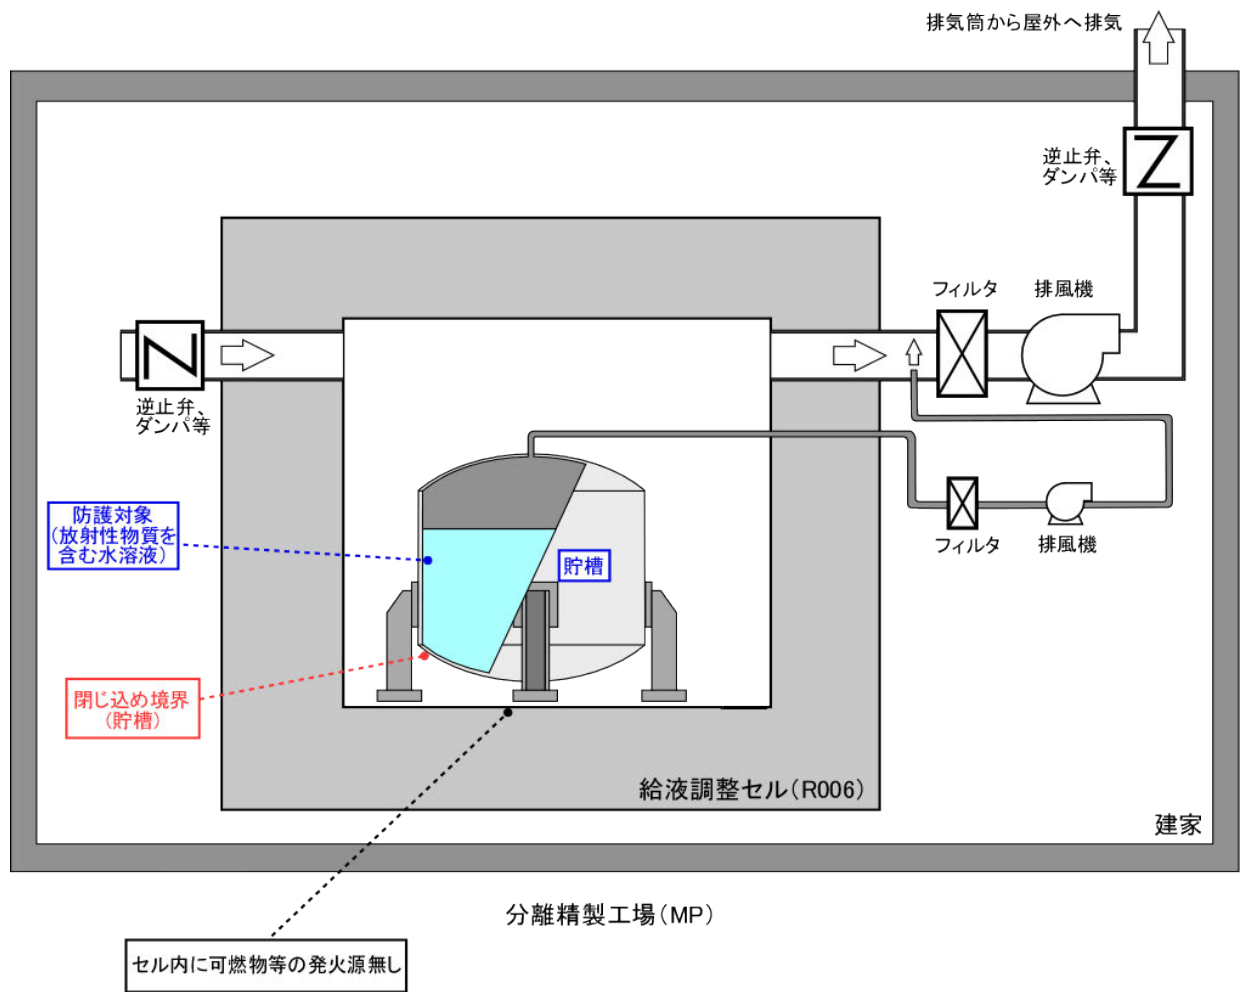 排気筒から屋外へ排気
逆止弁、
ダンパ等
フィルタ
排風機
逆止弁、
ダンパ等
防護対象
(放射性物質を
含む水溶液)
貯槽
フィルタ
排風機
閉じ込め境界
(貯槽)
給液調整セル(R006)
建家
分離精製工場(MP)
セル内に可燃物等の発火源無し